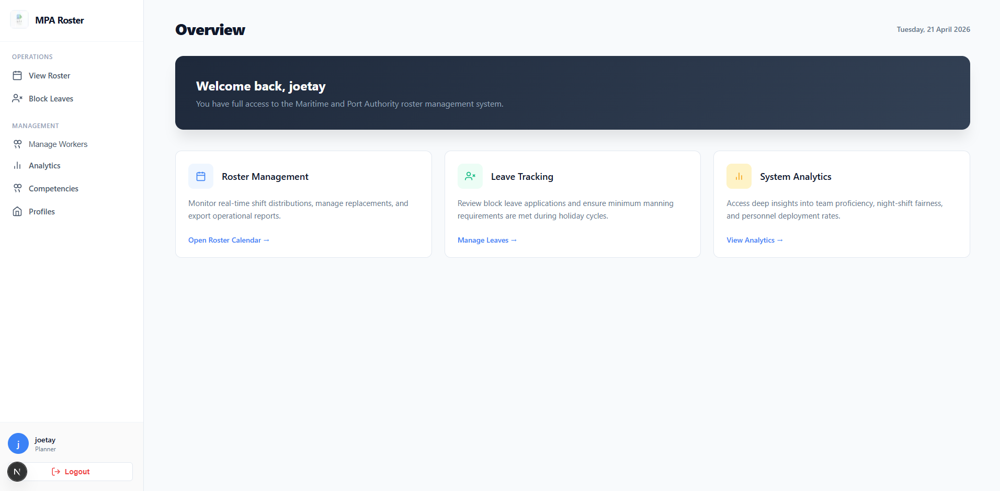 MPA Roster
OPERATIONS
View Roster
Block Leaves
MANAGEMENT
Manage Workers
Analytics
Competencies
Profiles
joetay
Planner
j
N
Logout
Overview
Tuesday, 21 April 2026
Welcome back, joetay
You have full access to the Maritime and Port Authority roster management system.
Roster Management
Monitor real-time shift distributions, manage replacements, and
export operational reports.
Open Roster Calendar →
Leave Tracking
Review block leave applications and ensure minimum manning
requirements are met during holiday cycles.
Manage Leaves →
System Analytics
Access deep insights into team proficiency, night-shift fairness,
and personnel deployment rates.
View Analytics →